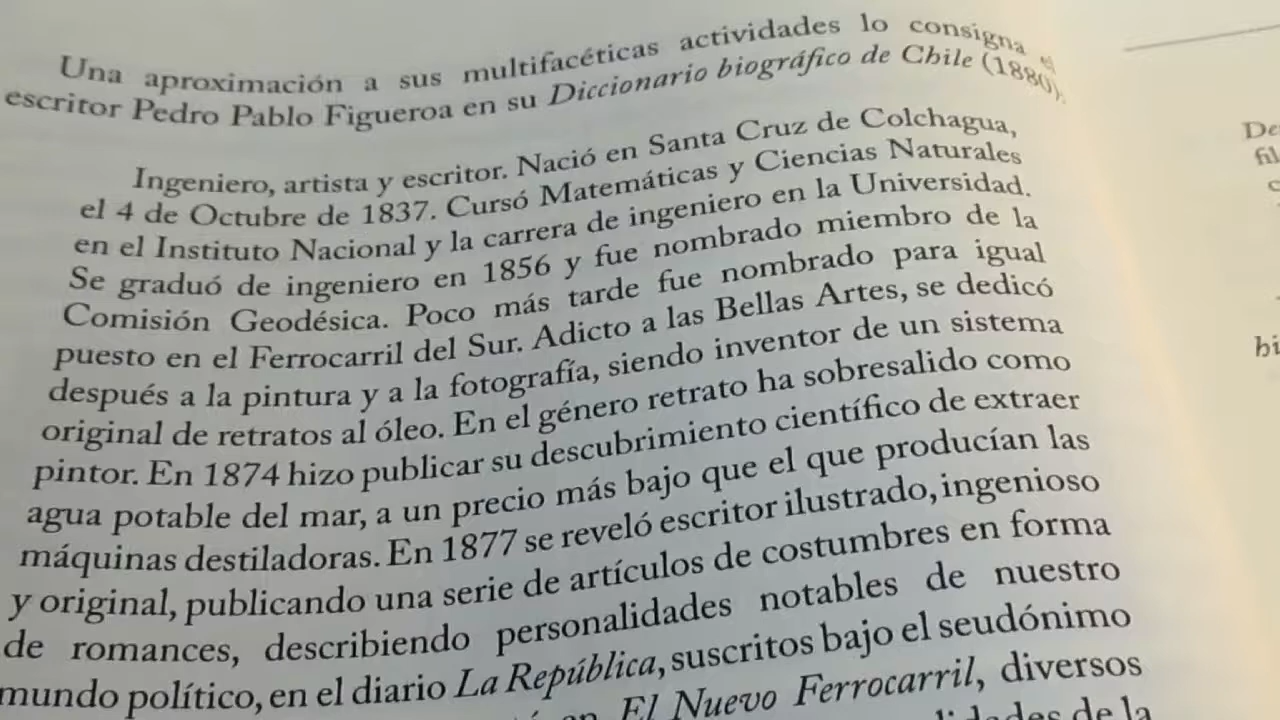 Una aproximación a sus multifacéticas actividades lo consigna el
escritor Pedro Pablo Figueroa en su Diccionario biográfico de Chile (1880).
Ingeniero, artista y escritor. Nació en Santa Cruz de Colchagua,
el 4 de Octubre de 1837. Cursó Matemáticas y Ciencias Naturales
en el Instituto Nacional y la carrera de ingeniero en la Universidad.
Se graduó de ingeniero en 1856 y fue nombrado miembro de la
Comisión Geodésica. Poco más tarde fue nombrado para igual
puesto en el Ferrocarril del Sur. Adicto a las Bellas Artes, se dedicó
después a la pintura y a la fotografía, siendo inventor de un sistema
original de retratos al óleo. En el género retrato ha sobresalido como
pintor. En 1874 hizo publicar su descubrimiento científico de extraer
agua potable del mar, a un precio más bajo que el que producían las
máquinas destiladoras. En 1877 se reveló escritor ilustrado, ingenioso
y original, publicando una serie de artículos de costumbres en forma
de romances, describiendo personalidades notables de nuestro
mundo político, en el diario La República, suscritos bajo el seudónimo
El Nuevo Ferrocarril, diversos
de la